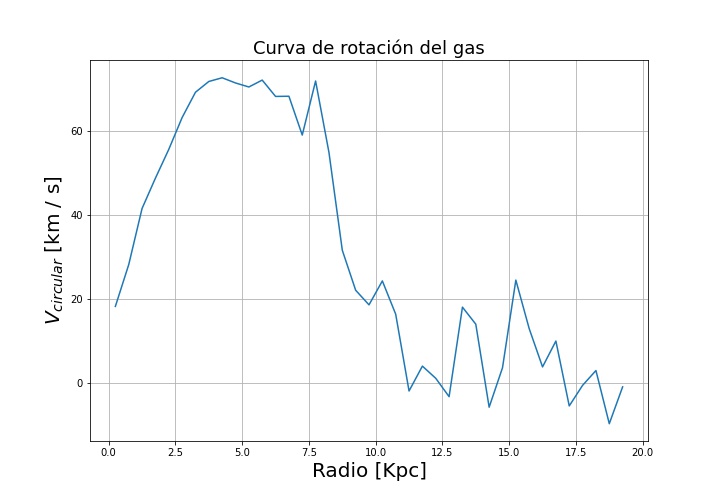 Curva de rotación del gas
60
40
20
0
V_circular [km / s]
0.0 2.5 5.0 7.5 10.0 12.5 15.0 17.5 20.0
Radio [Kpc]